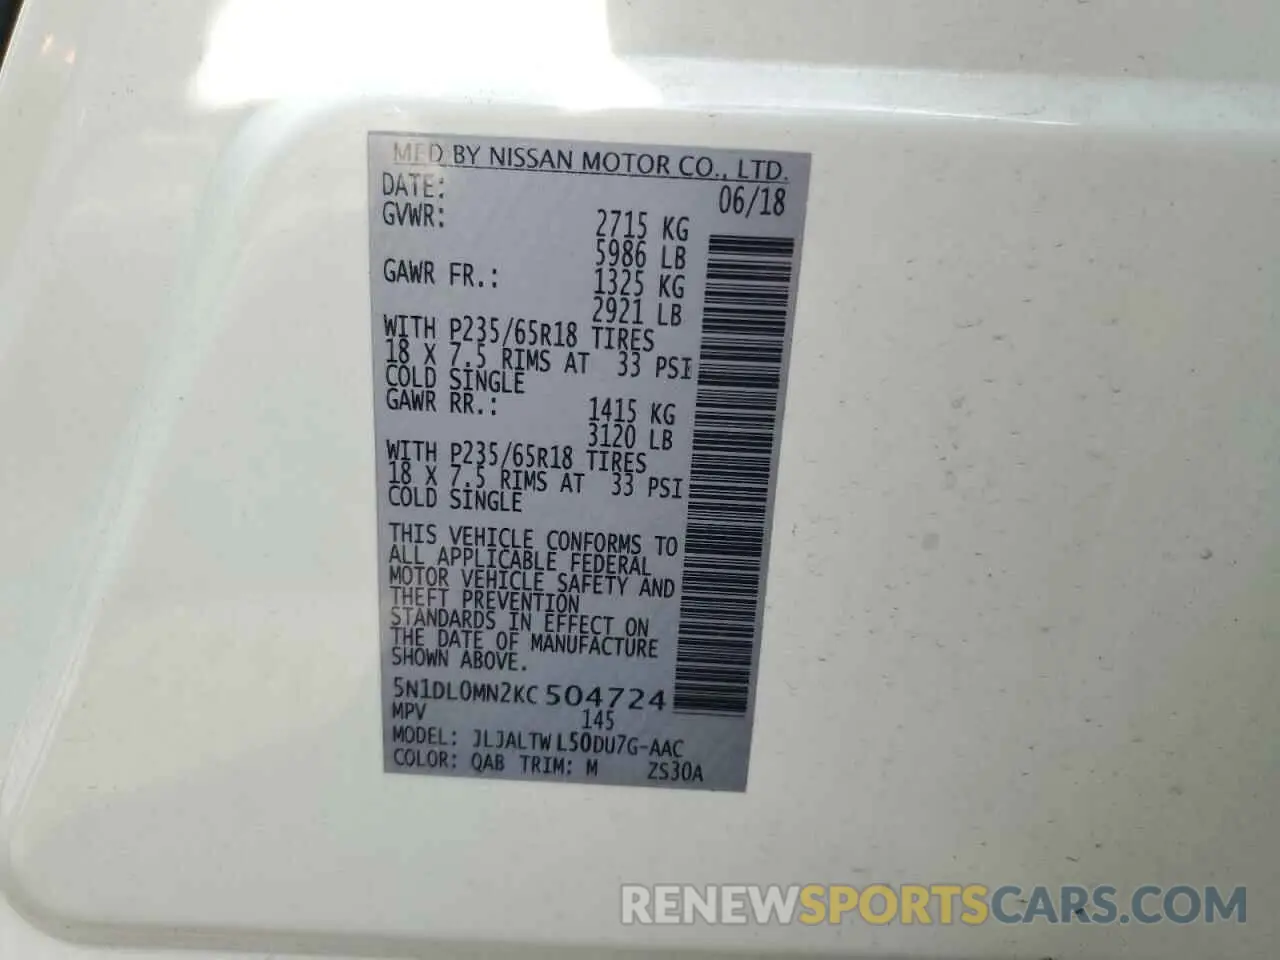 MFD BY NISSAN MOTOR CO., LTD.
DATE: 06/18
GVWR: 2715 KG
5986 LB
GAWR FR.: 1325 KG
2921 LB
WITH P235/65R18 TIRES
18 X 7.5 RIMS AT 33 PSI
COLD SINGLE
GAWR RR.: 1415 KG
3120 LB
WITH P235/65R18 TIRES
18 X 7.5 RIMS AT 33 PSI
COLD SINGLE
THIS VEHICLE CONFORMS TO
ALL APPLICABLE FEDERAL
MOTOR VEHICLE SAFETY AND
THEFT PREVENTION
STANDARDS IN EFFECT ON
THE DATE OF MANUFACTURE
SHOWN ABOVE.
5N1DL0MN2KC 504724
MPV 145
MODEL: JLJALTW L50DU7G-AAC
COLOR: QAB TRIM: M ZS30A
RENEWSPORTSCARS.COM